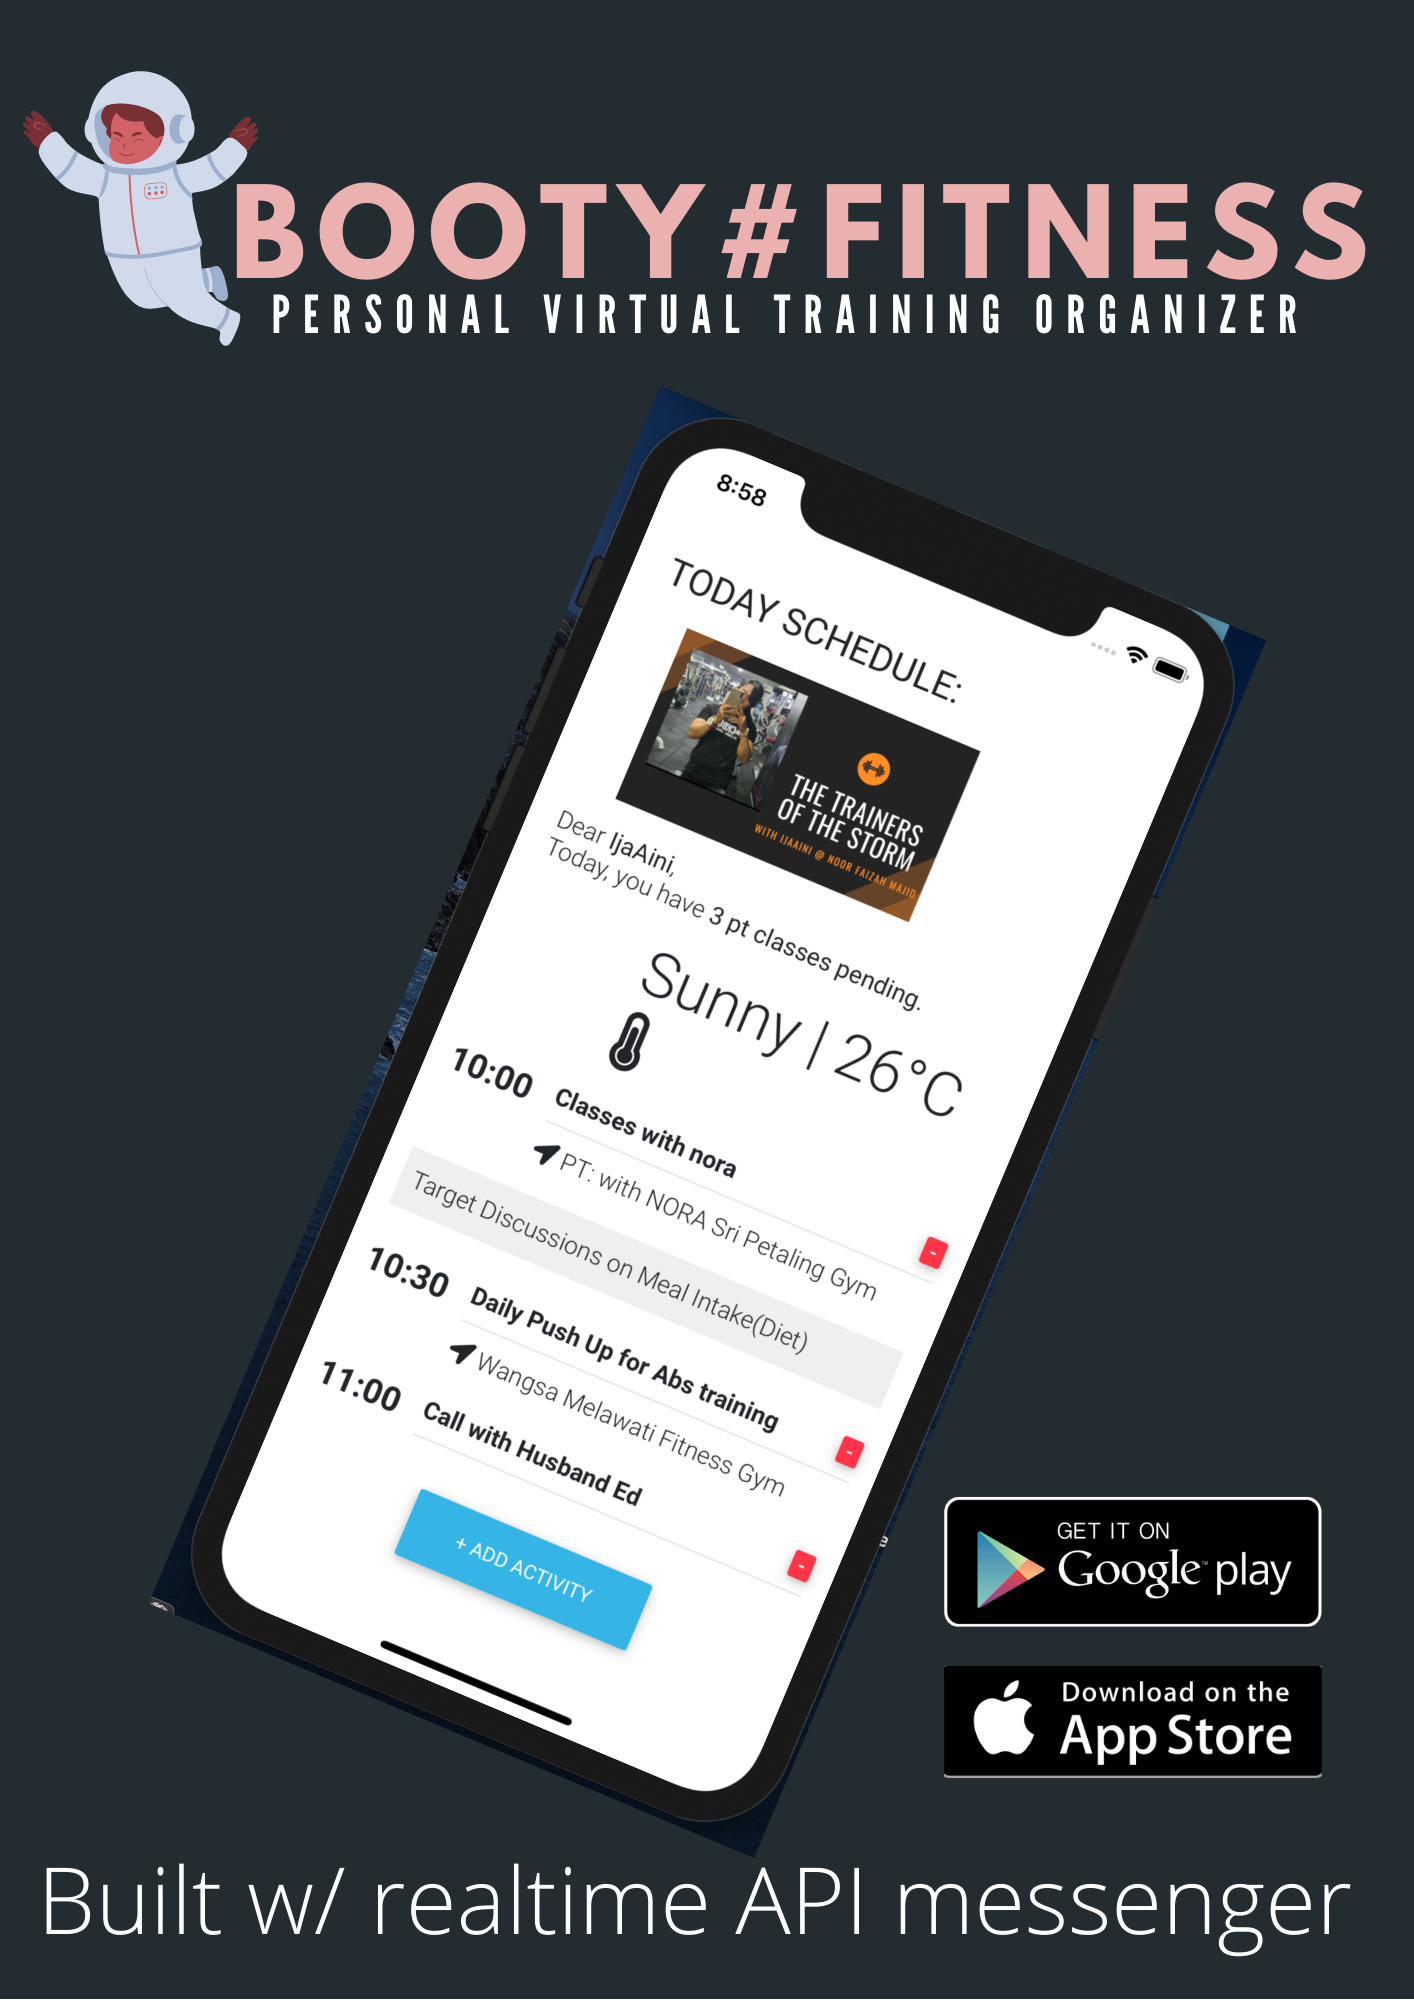 BOOTY#FITNESS
PERSONAL VIRTUAL TRAINING ORGANIZER
8:58
TODAY SCHEDULE:
THE TRAINERS
OF THE STORM
WITH IJAAINI @ NOOR FAIZAH MAJID
Dear IjaAini,
Today, you have 3 pt classes pending.
Sunny | 26°C
10:00 Classes with nora
PT: with NORA Sri Petaling Gym
-
Target Discussions on Meal Intake(Diet)
10:30 Daily Push Up for Abs training
Wangsa Melawati Fitness Gym
-
11:00 Call with Husband Ed
-
+ ADD ACTIVITY
GET IT ON
Google play
Download on the
App Store
Built w/ realtime API messenger